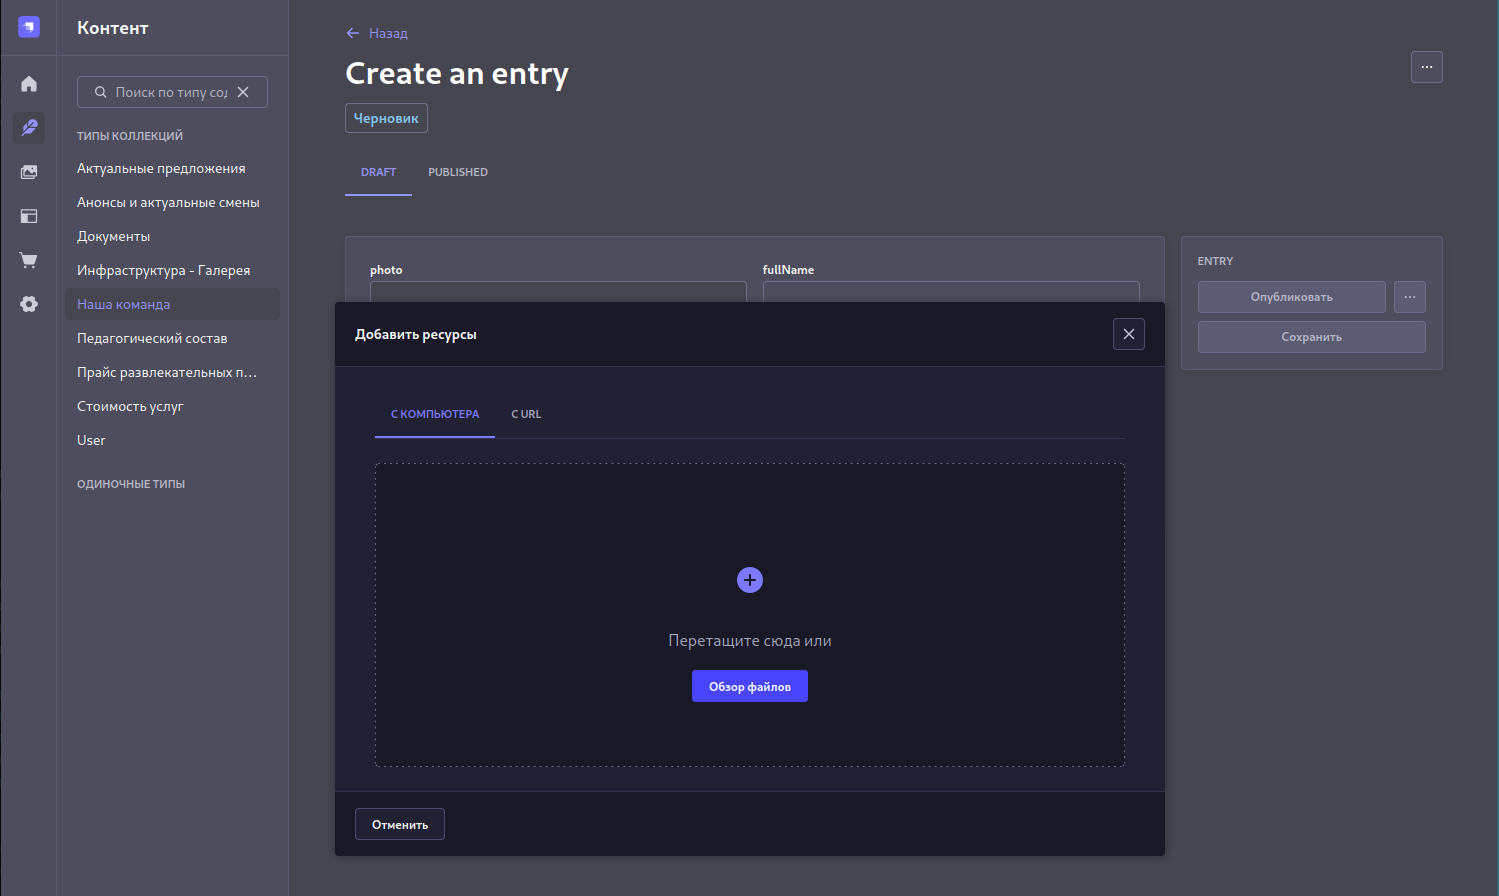 Контент
Поиск по типу сод
ТИПЫ КОЛЛЕКЦИЙ
Актуальные предложения
Анонсы и актуальные смены
Документы
Инфраструктура - Галерея
Наша команда
Педагогический состав
Прайс развлекательных п...
Стоимость услуг
User
ОДИНОЧНЫЕ ТИПЫ
Назад
Create an entry
Черновик
DRAFT
PUBLISHED
photo
fullName
ENTRY
Опубликовать
Сохранить
Добавить ресурсы
С КОМПЬЮТЕРА
С URL
Перетащите сюда или
Обзор файлов
Отменить